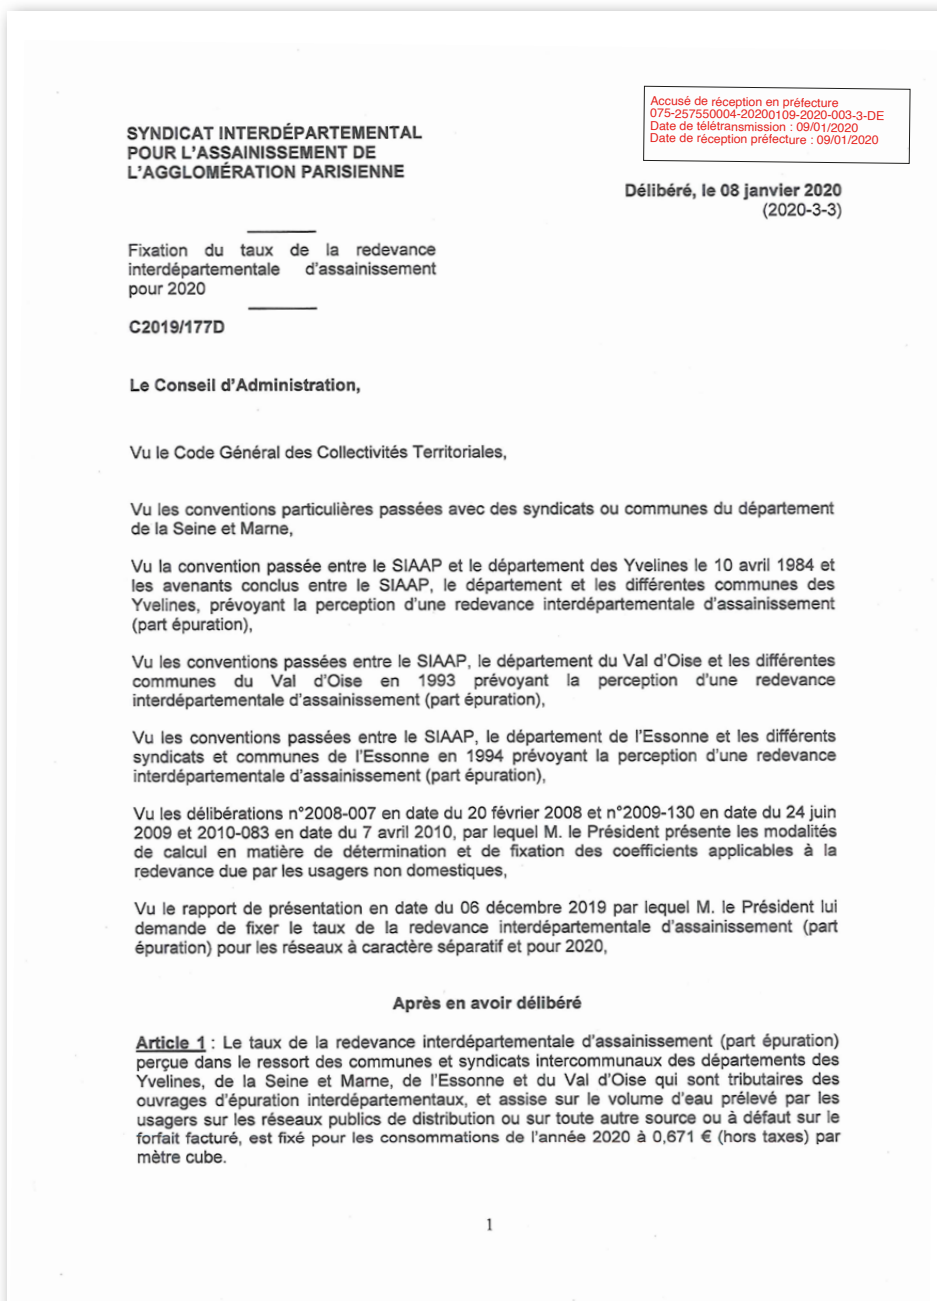 Accusé de réception en préfecture
075-257550004-20200109-2020-003-3-DE
Date de télétransmission : 09/01/2020
Date de réception préfecture : 09/01/2020
SYNDICAT INTERDÉPARTEMENTAL
POUR L'ASSAINISSEMENT DE
L'AGGLOMÉRATION PARISIENNE
Délibéré, le 08 janvier 2020
(2020-3-3)
Fixation du taux de la redevance
interdépartementale d'assainissement
pour 2020
C2019/177D
Le Conseil d'Administration,
Vu le Code Général des Collectivités Territoriales,
Vu les conventions particulières passées avec des syndicats ou communes du département
de la Seine et Marne,
Vu la convention passée entre le SIAAP et le département des Yvelines le 10 avril 1984 et
les avenants conclus entre le SIAAP, le département et les différentes communes des
Yvelines, prévoyant la perception d'une redevance interdépartementale d'assainissement
(part épuration),
Vu les conventions passées entre le SIAAP, le département du Val d'Oise et les différentes
communes du Val d'Oise en 1993 prévoyant la perception d'une redevance
interdépartementale d'assainissement (part épuration),
Vu les conventions passées entre le SIAAP, le département de l'Essonne et les différents
syndicats et communes de l'Essonne en 1994 prévoyant la perception d'une redevance
interdépartementale d'assainissement (part épuration),
Vu les délibérations n°2008-007 en date du 20 février 2008 et n°2009-130 en date du 24 juin
2009 et 2010-083 en date du 7 avril 2010, par lequel M. le Président présente les modalités
de calcul en matière de détermination et de fixation des coefficients applicables à la
redevance due par les usagers non domestiques,
Vu le rapport de présentation en date du 06 décembre 2019 par lequel M. le Président lui
demande de fixer le taux de la redevance interdépartementale d'assainissement (part
épuration) pour les réseaux à caractère séparatif et pour 2020,
Après en avoir délibéré
Article 1 : Le taux de la redevance interdépartementale d'assainissement (part épuration)
perçue dans le ressort des communes et syndicats intercommunaux des départements des
Yvelines, de la Seine et Marne, de l'Essonne et du Val d'Oise qui sont tributaires des
ouvrages d'épuration interdépartementaux, et assise sur le volume d'eau prélevé par les
usagers sur les réseaux publics de distribution ou sur toute autre source ou à défaut sur le
forfait facturé, est fixé pour les consommations de l'année 2020 à 0,671 € (hors taxes) par
mètre cube.
1